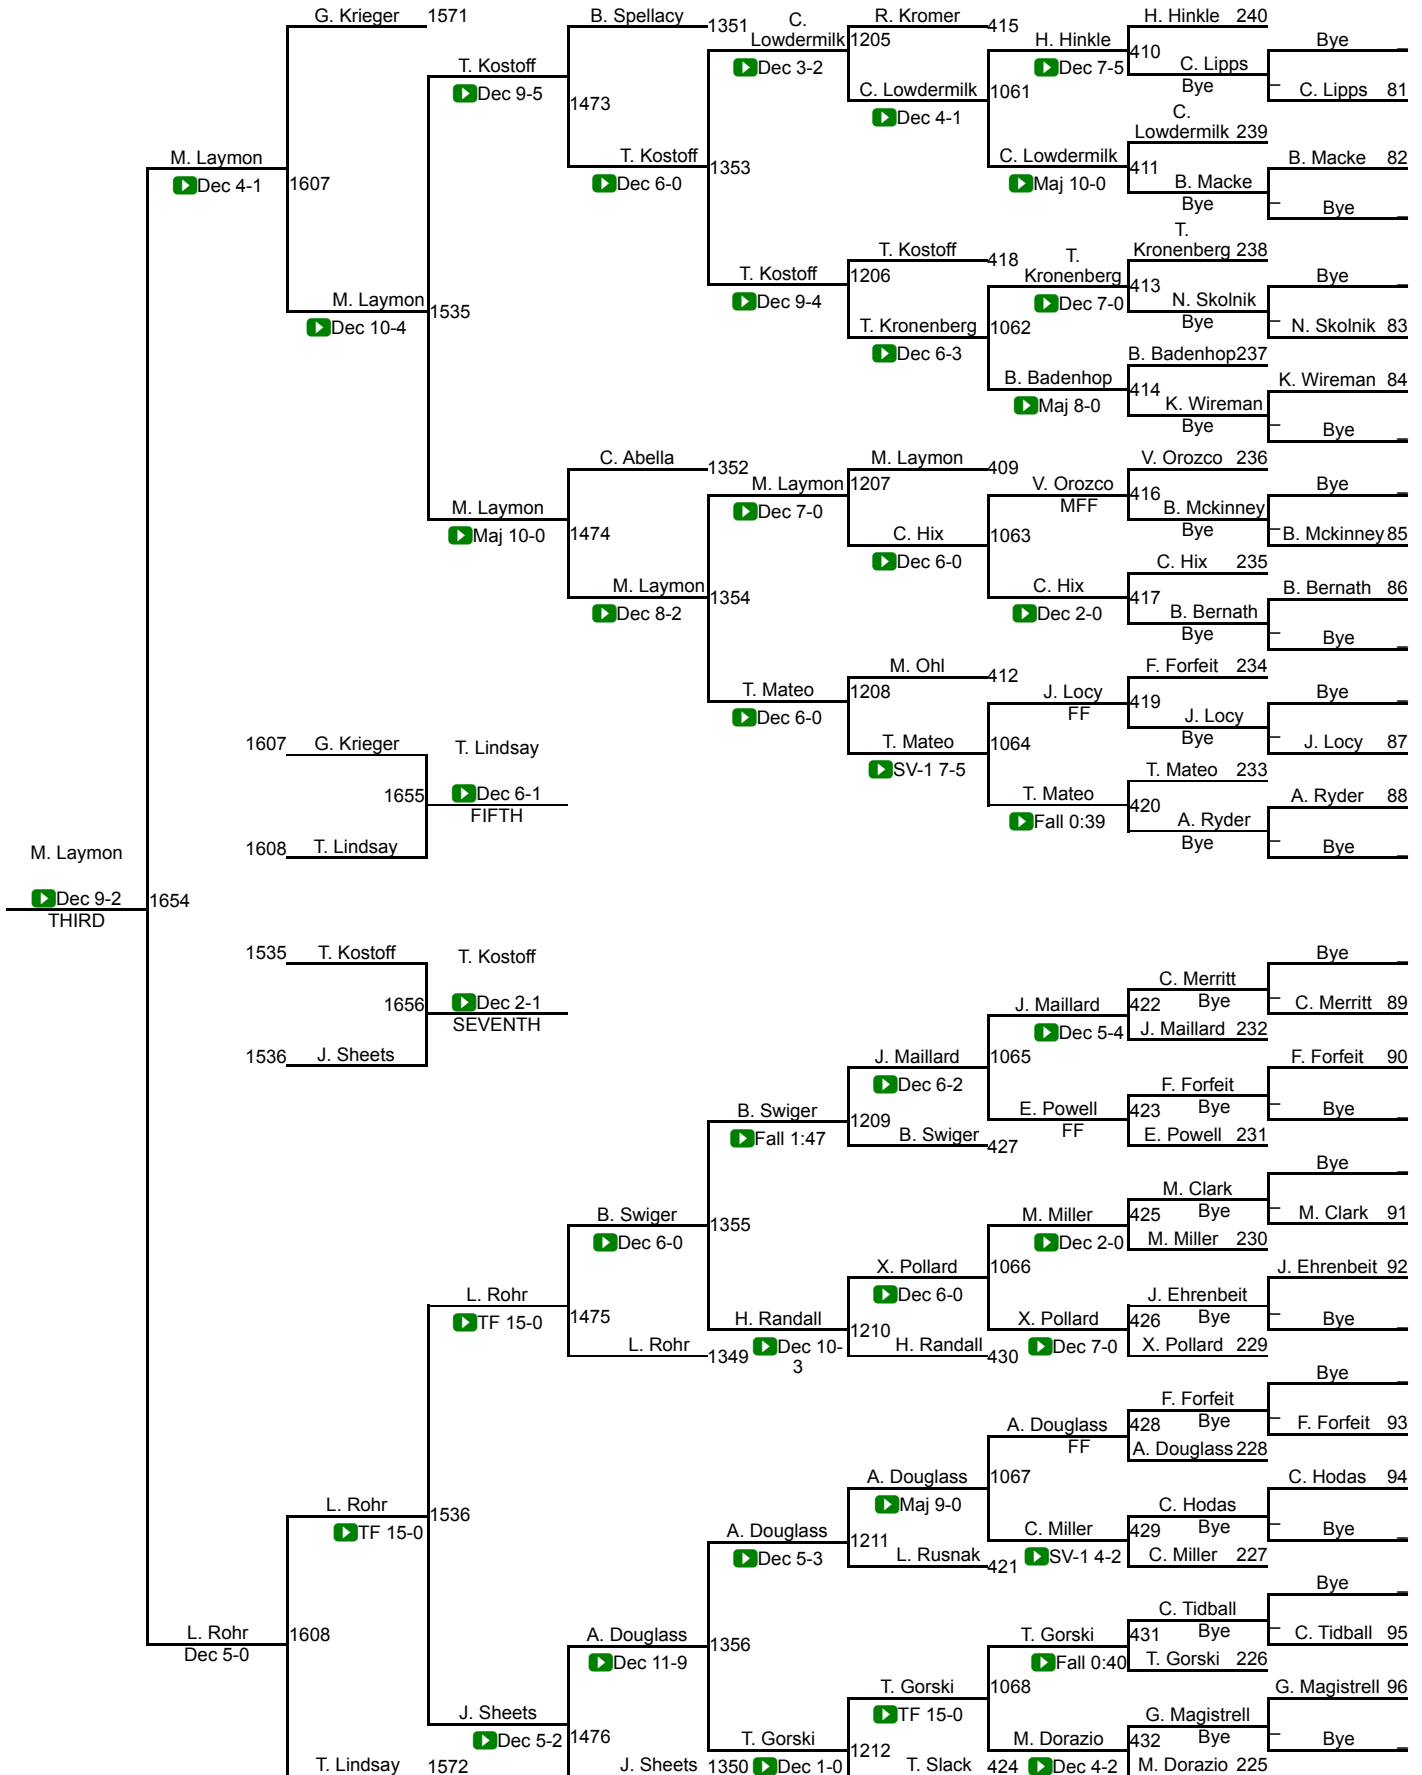 G. Krieger 1571
B. Spellacy 1351
C. Lowdermilk 1205
R. Kromer 415
H. Hinkle 240
Bye
H. Hinkle 410
Dec 7-5
C. Lipps
Bye
C. Lipps 81
T. Kostoff
Dec 9-5
1473
Dec 3-2
C. Lowdermilk 1061
Dec 4-1
C. Lowdermilk 239
B. Macke 82
C. Lowdermilk 411
Maj 10-0
B. Macke
Bye
Bye
M. Laymon
Dec 4-1
1607
T. Kostoff
Dec 6-0
1353
T. Kostoff 418
T. Kronenberg 238
Bye
T. Kronenberg 413
Dec 7-0
N. Skolnik
Bye
N. Skolnik 83
T. Kostoff
Dec 9-4
1206
T. Kronenberg 1062
Dec 6-3
M. Laymon 1535
Dec 10-4
B. Badenhop 237
K. Wireman 84
B. Badenhop 414
Maj 8-0
K. Wireman
Bye
Bye
C. Abella 1352
M. Laymon 409
V. Orozco 236
Bye
M. Laymon 1207
Dec 7-0
V. Orozco 416
MFF
B. Mckinney
Bye
B. Mckinney 85
M. Laymon
Maj 10-0
1474
C. Hix 1063
Dec 6-0
C. Hix 235
B. Bernath 86
M. Laymon 1354
Dec 8-2
C. Hix 417
Dec 2-0
B. Bernath
Bye
Bye
M. Ohl 412
F. Forfeit 234
Bye
T. Mateo
Dec 6-0
1208
J. Locy 419
FF
J. Locy
Bye
J. Locy 87
1607 G. Krieger
T. Lindsay
T. Mateo 1064
SV-1 7-5
T. Mateo 233
A. Ryder 88
1655
Dec 6-1
FIFTH
T. Mateo 420
Fall 0:39
A. Ryder
Bye
Bye
1608 T. Lindsay
M. Laymon
Dec 9-2
THIRD
1654
1535 T. Kostoff
T. Kostoff
Bye
1656
Dec 2-1
SEVENTH
C. Merritt
Bye
C. Merritt 89
J. Maillard 422
Dec 5-4
J. Maillard 232
1536 J. Sheets
J. Maillard 1065
Dec 6-2
F. Forfeit 90
F. Forfeit
Bye
Bye
B. Swiger
Fall 1:47
1209
E. Powell 423
FF
E. Powell 231
B. Swiger 427
Bye
M. Clark
Bye
M. Clark 91
B. Swiger
Dec 6-0
1355
M. Miller 425
Dec 2-0
M. Miller 230
X. Pollard 1066
Dec 6-0
J. Ehrenbeit 92
L. Rohr
TF 15-0
1475
J. Ehrenbeit
Bye
Bye
H. Randall 1210
Dec 10-3
X. Pollard 426
Dec 7-0
X. Pollard 229
L. Rohr 1349
H. Randall 430
Bye
F. Forfeit
Bye
F. Forfeit 93
A. Douglass 428
FF
A. Douglass 228
A. Douglass 1067
Maj 9-0
C. Hodas 94
L. Rohr
TF 15-0
1536
C. Hodas
Bye
Bye
A. Douglass
Dec 5-3
1211
C. Miller 429
SV-1 4-2
C. Miller 227
L. Rusnak 421
Bye
C. Tidball
Bye
C. Tidball 95
L. Rohr
Dec 5-0
1608
A. Douglass
Dec 11-9
1356
T. Gorski 431
Fall 0:40
T. Gorski 226
T. Gorski 1068
TF 15-0
G. Magistrell 96
J. Sheets
Dec 5-2
1476
G. Magistrell
Bye
Bye
T. Gorski 1212
Dec 1-0
M. Dorazio 432
Dec 4-2
M. Dorazio 225
T. Lindsay 1572
J. Sheets 1350
T. Slack 424